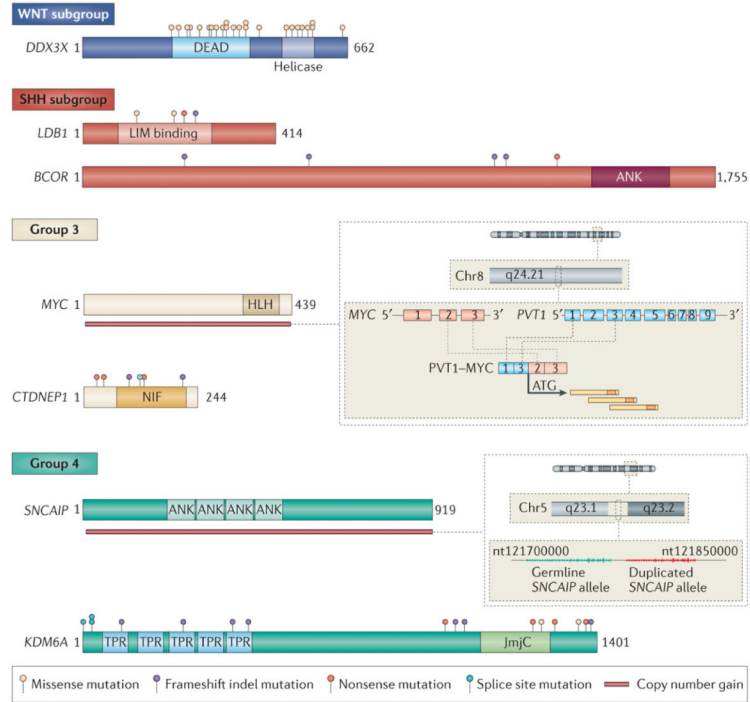 WNT subgroup
DDX3X 1 DEAD 662
Helicase
SHH subgroup
LDB1 1 LIM binding 414
BCOR 1 ANK 1,755
Group 3
MYC 1 HLH 439
CTDNEP1 1 NIF 244
Chr8 q24.21
MYC 5′ 1 2 3 3′ PVT1 5′ 1 2 3 4 5 6 7 8 9 3′
PVT1–MYC 1 3 2 3
ATG
Group 4
SNCAIP 1 ANK ANK ANK ANK 919
Chr5 q23.1 q23.2
nt121700000 nt121850000
Germline SNCAIP allele
Duplicated SNCAIP allele
KDM6A 1 TPR TPR TPR TPR TPR JmjC 1401
Missense mutation Frameshift indel mutation Nonsense mutation Splice site mutation Copy number gain